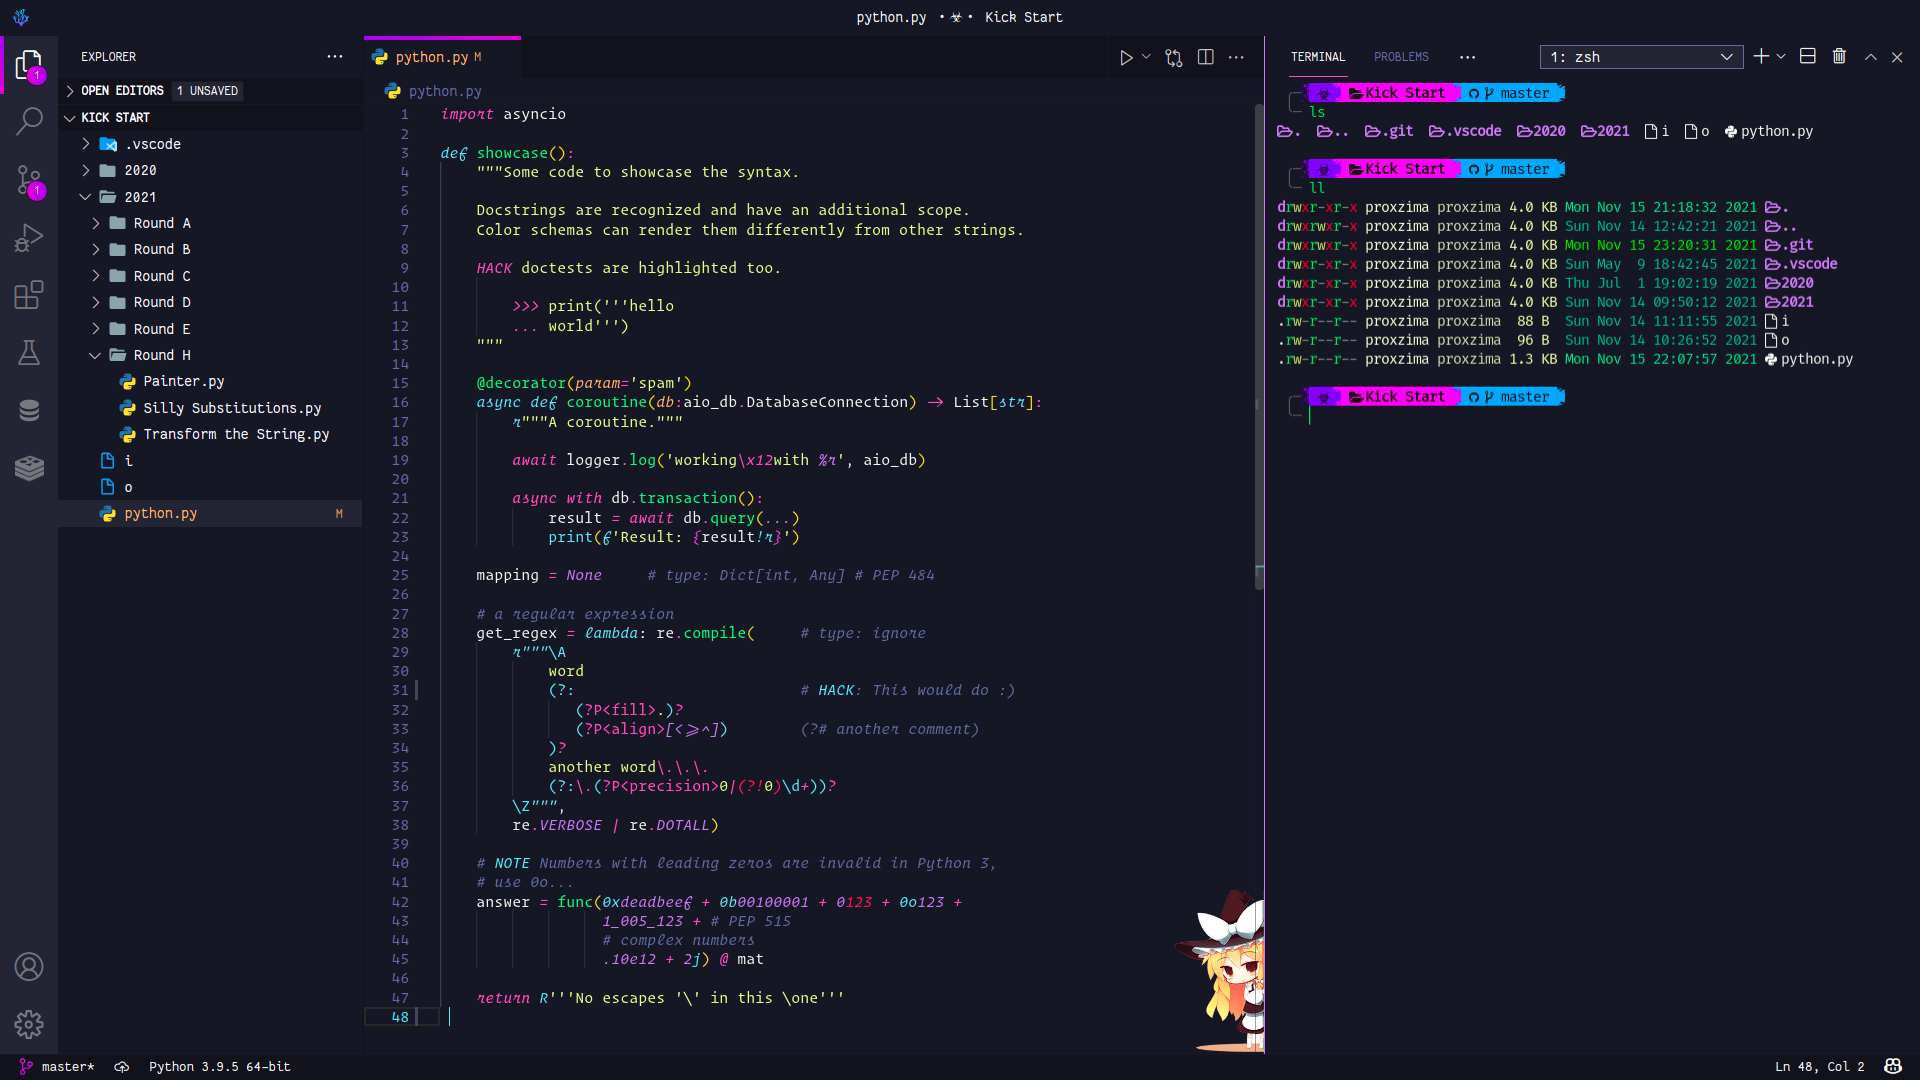 python.py • • Kick Start
EXPLORER
OPEN EDITORS 1 UNSAVED
KICK START
.vscode
2020
2021
Round A
Round B
Round C
Round D
Round E
Round H
Painter.py
Silly Substitutions.py
Transform the String.py
i
o
python.py M
1
1
python.py M
python.py
1 import asyncio
2
3 def showcase():
4 """Some code to showcase the syntax.
5
6 Docstrings are recognized and have an additional scope.
7 Color schemas can render them differently from other strings.
8
9 HACK doctests are highlighted too.
10
11 >>> print('''hello
12 ... world''')
13 """
14
15 @decorator(param='spam')
16 async def coroutine(db:aio_db.DatabaseConnection) -> List[str]:
17 r"""A coroutine."""
18
19 await logger.log('working\x12with %r', aio_db)
20
21 async with db.transaction():
22 result = await db.query(...)
23 print(f'Result: {result!r}')
24
25 mapping = None # type: Dict[int, Any] # PEP 484
26
27 # a regular expression
28 get_regex = lambda: re.compile( # type: ignore
29 r"""\A
30 word
31 (?: # HACK: This would do :)
32 (?P<fill>.)?
33 (?P<align>[<>=^]) (?# another comment)
34 )?
35 another word\.\.\.
36 (?:\.(?P<precision>0|(?!0)\d+))?
37 \Z""",
38 re.VERBOSE | re.DOTALL)
39
40 # NOTE Numbers with leading zeros are invalid in Python 3,
41 # use 0o...
42 answer = func(0xdeadbeef + 0b00100001 + 0123 + 0o123 +
43 1_005_123 + # PEP 515
44 # complex numbers
45 .10e12 + 2j) @ mat
46
47 return R'''No escapes '\' in this \one'''
48
TERMINAL PROBLEMS 1: zsh
Kick Start master
ls
. .. .git .vscode 2020 2021 i o python.py
Kick Start master
ll
drwxr-xr-x proxzima proxzima 4.0 KB Mon Nov 15 21:18:32 2021 .
drwxrwxr-x proxzima proxzima 4.0 KB Sun Nov 14 12:42:21 2021 ..
drwxrwxr-x proxzima proxzima 4.0 KB Mon Nov 15 23:20:31 2021 .git
drwxr-xr-x proxzima proxzima 4.0 KB Sun May 9 18:42:45 2021 .vscode
drwxr-xr-x proxzima proxzima 4.0 KB Thu Jul 1 19:02:19 2021 2020
drwxr-xr-x proxzima proxzima 4.0 KB Sun Nov 14 09:50:12 2021 2021
.rw-r--r-- proxzima proxzima 88 B Sun Nov 14 11:11:55 2021 i
.rw-r--r-- proxzima proxzima 96 B Sun Nov 14 10:26:52 2021 o
.rw-r--r-- proxzima proxzima 1.3 KB Mon Nov 15 22:07:57 2021 python.py
Kick Start master
master* Python 3.9.5 64-bit
Ln 48, Col 2